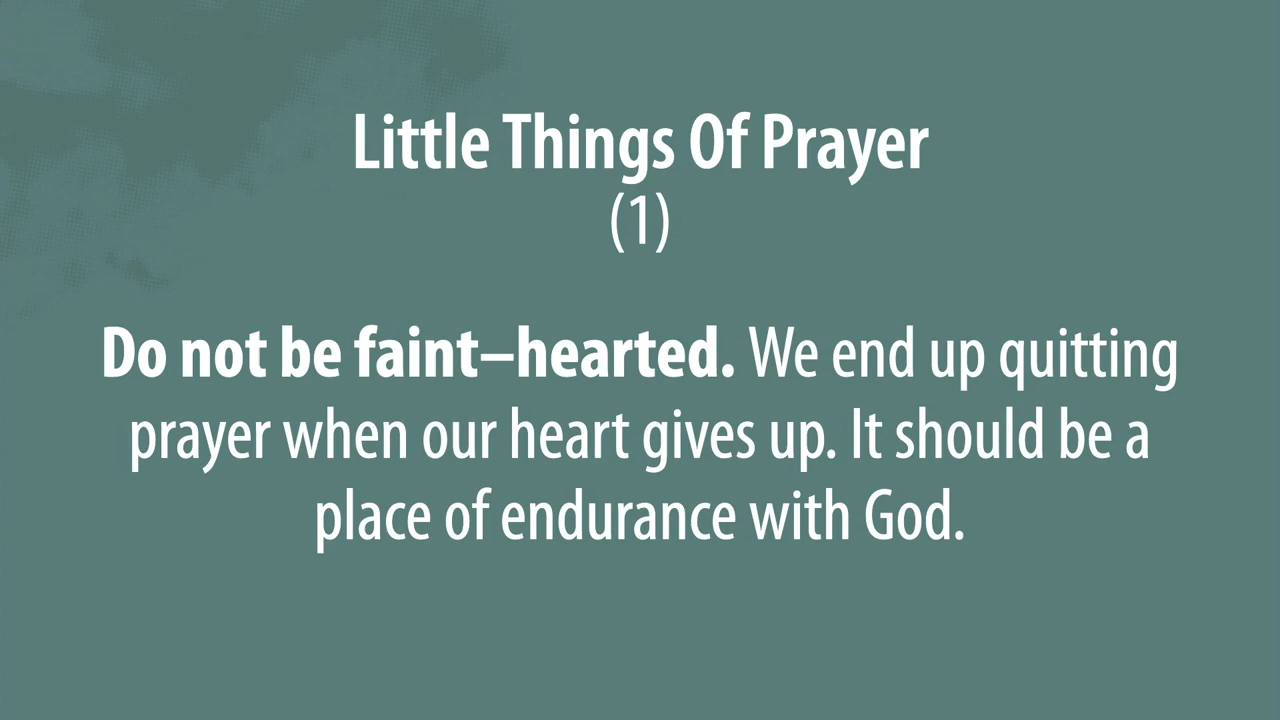 Little Things Of Prayer
(1)
Do not be faint–hearted. We end up quitting
prayer when our heart gives up. It should be a
place of endurance with God.